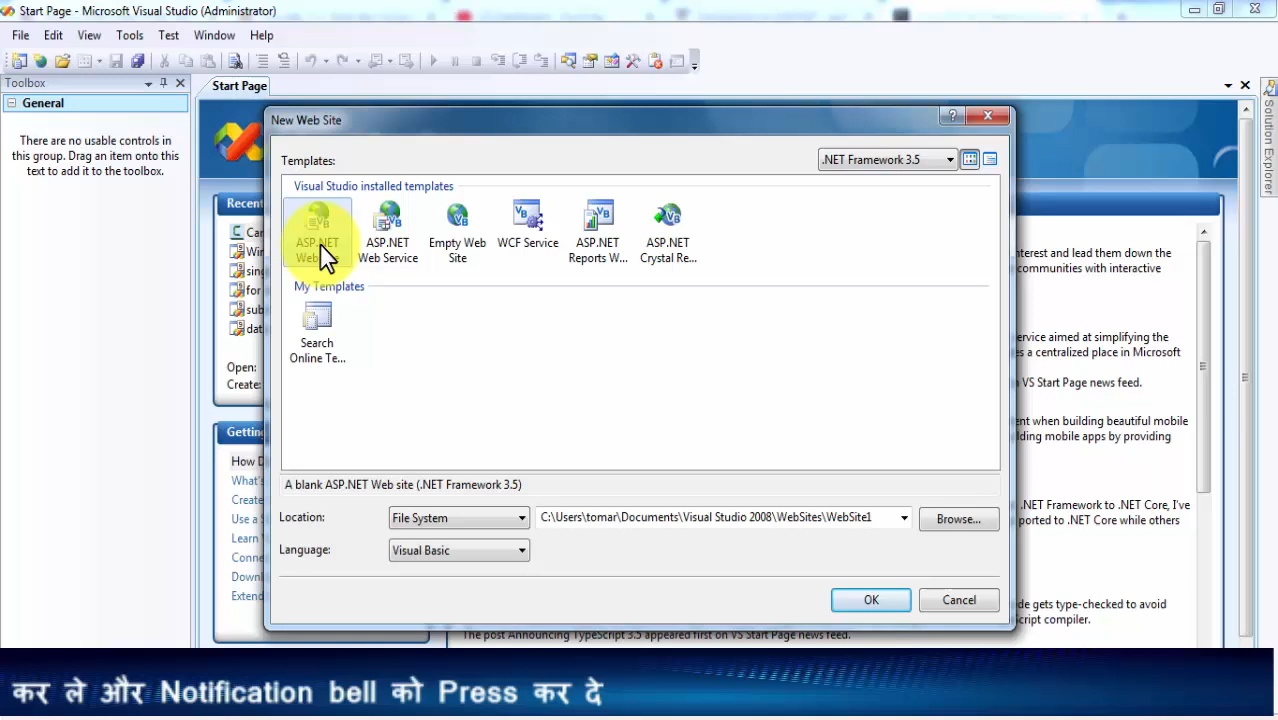 Start Page - Microsoft Visual Studio (Administrator)
File Edit View Tools Test Window Help
Toolbox
Start Page
General
There are no usable controls in
this group. Drag an item onto this
text to add it to the toolbox.
Solution Explorer
New Web Site
Templates:
.NET Framework 3.5
Visual Studio installed templates
ASP.NET
ASP.NET
Web Service
Empty Web
Site
WCF Service
ASP.NET
Reports W...
ASP.NET
Crystal Re...
My Templates
Search
Online Te...
A blank ASP.NET Web site (.NET Framework 3.5)
Location:
File System
C:\Users\tomar\Documents\Visual Studio 2008\WebSites\WebSite1
Browse...
Language:
Visual Basic
OK
Cancel
Open:
Create:
How D
What's
Create
Use a S
Learn
Conne
Downl
Extend
interest and lead them down the
communities with interactive
service aimed at simplifying the
a centralized place in Microsoft
VS Start Page news feed.
ent when building beautiful mobile
ilding mobile apps by providing
.NET Framework to .NET Core, I've
ported to .NET Core while others
de gets type-checked to avoid
Script compiler.
The post Announcing TypeScript 3.5 appeared first on VS Start Page news feed.
कर ले और Notification bell को Press कर दे